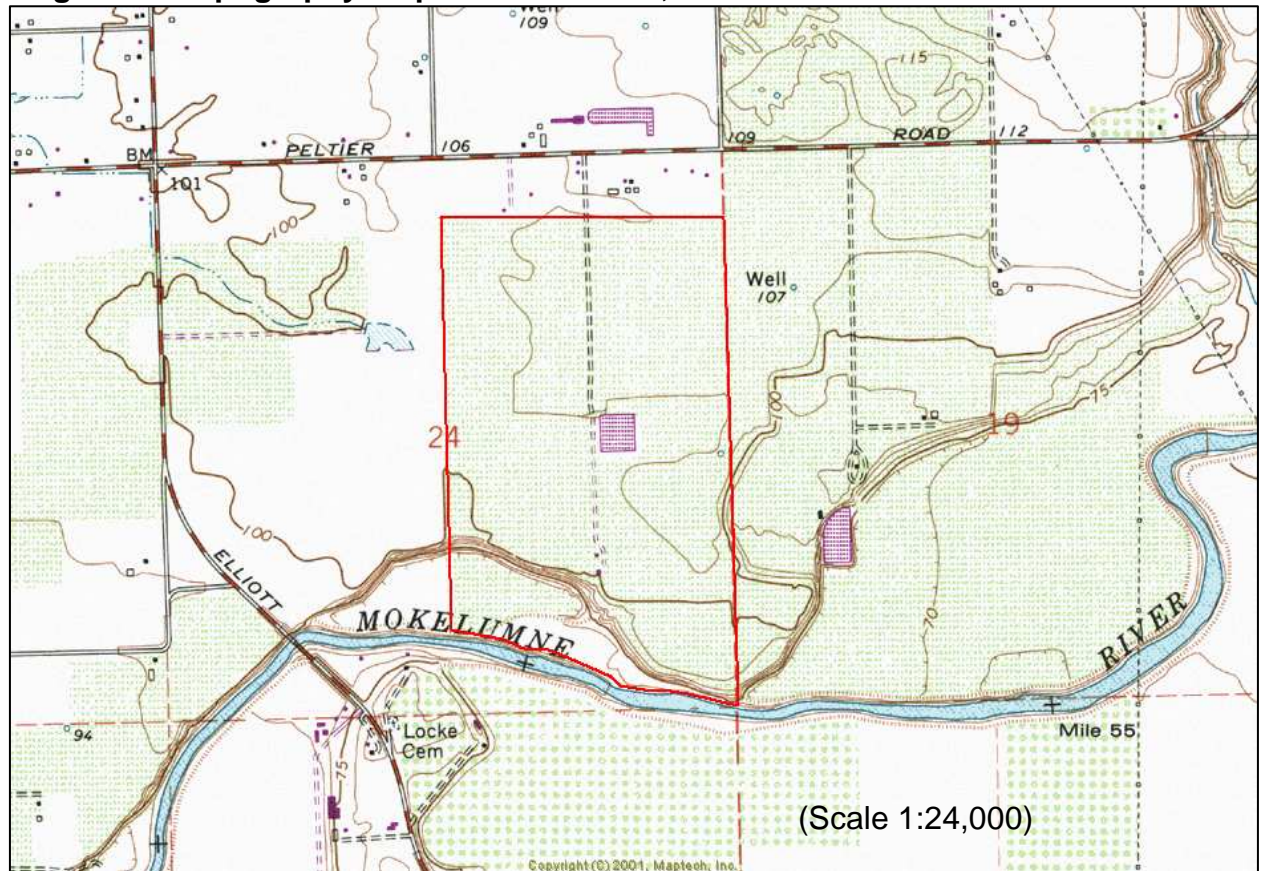 Well
109
115
PELTIER
106
109
ROAD
112
BM
101
100
Well
107
100
24
75
19
100
ELLIOTT
MOKELUMNE
70
RIVER
94
Locke
Cem
75
Mile 55
(Scale 1:24,000)
Copyright (C) 2001, Maptech, Inc.